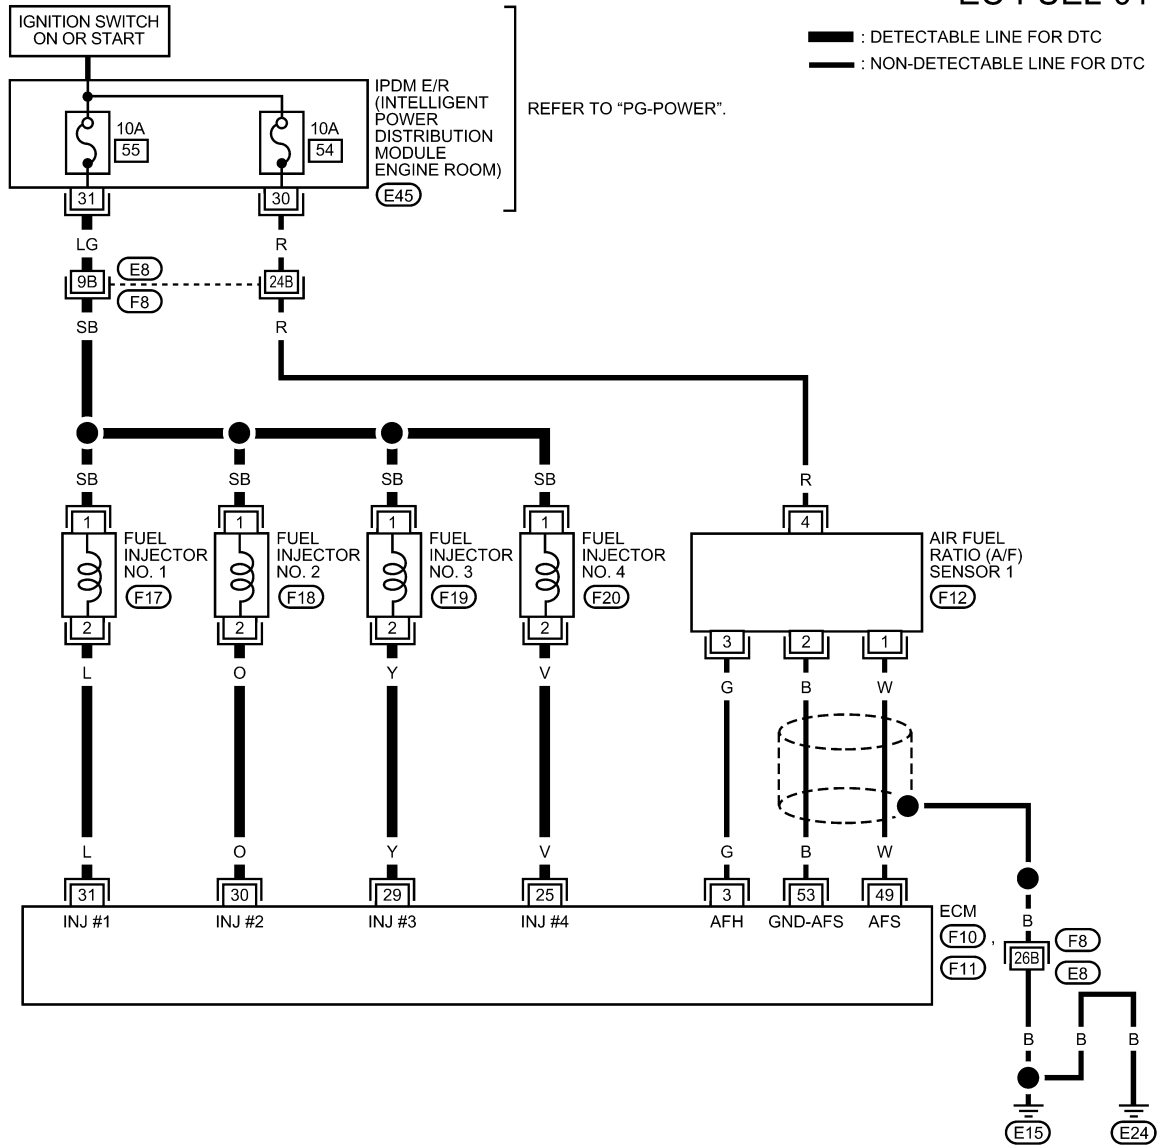 IGNITION SWITCH
ON OR START
: DETECTABLE LINE FOR DTC
: NON-DETECTABLE LINE FOR DTC
IPDM E/R
(INTELLIGENT
POWER
DISTRIBUTION
MODULE
ENGINE ROOM)
E45
REFER TO “PG-POWER”.
10A
55
10A
54
31
30
LG
R
9B
E8
F8
24B
SB
R
SB
SB
SB
SB
R
1
1
1
1
4
FUEL
INJECTOR
NO. 1
F17
FUEL
INJECTOR
NO. 2
F18
FUEL
INJECTOR
NO. 3
F19
FUEL
INJECTOR
NO. 4
F20
AIR FUEL
RATIO (A/F)
SENSOR 1
F12
2
2
2
2
3
2
1
L
O
Y
V
G
B
W
L
O
Y
V
G
B
W
31
30
29
25
3
53
49
INJ #1
INJ #2
INJ #3
INJ #4
AFH
GND-AFS
AFS
ECM
F10 ,
F11
B
26B
F8
E8
B
B
B
E15
E24